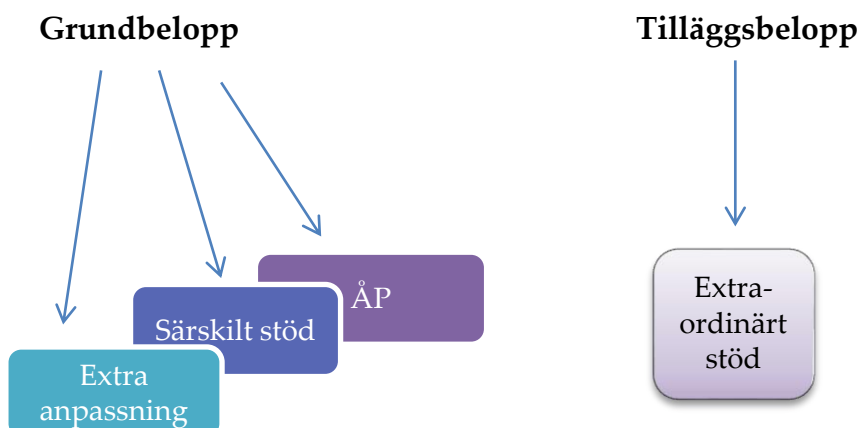 Grundbelopp
Tilläggsbelopp
ÅP
Särskilt stöd
Extra
anpassning
Extra-
ordinärt
stöd